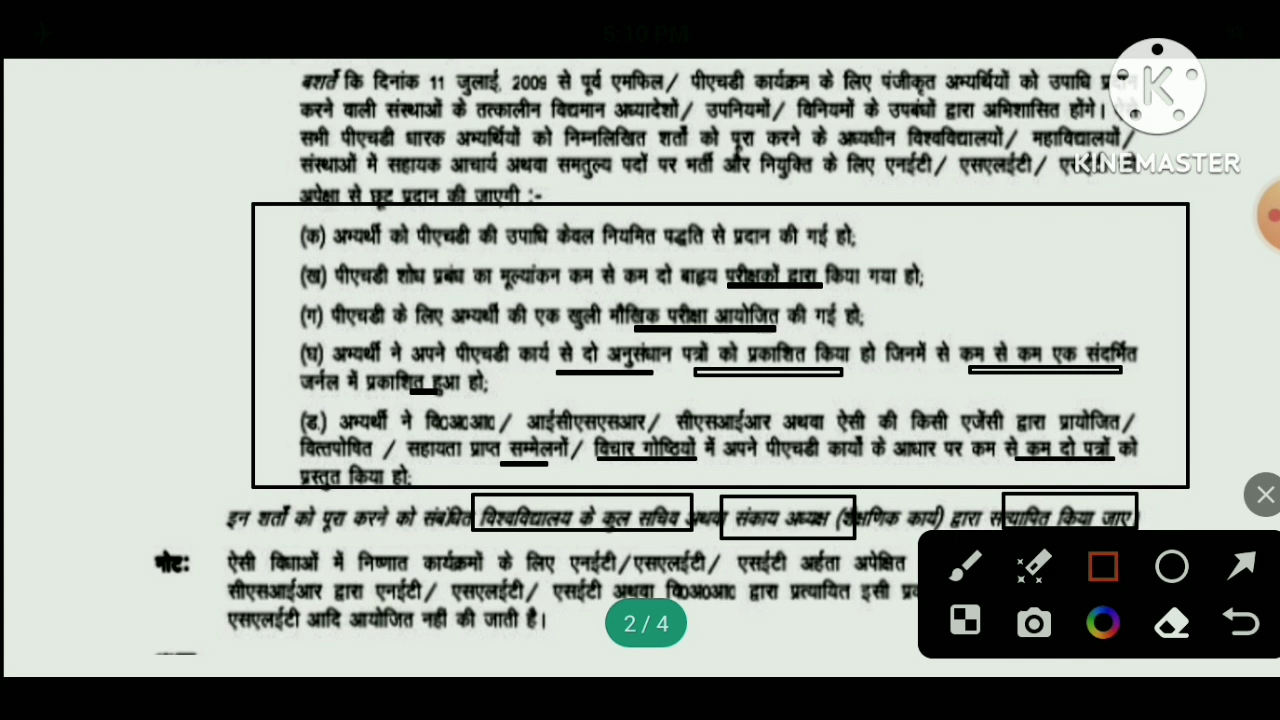 5:10 PM
बशर्ते कि दिनांक 11 जुलाई, 2009 से पूर्व एमफिल/ पीएचडी कार्यक्रम के लिए पंजीकृत अभ्यर्थियों को उपाधि
करने वाली संस्थाओं के तत्कालीन विद्यमान अध्यादेशों/ उपनियमों/ विनियमों के उपबंधों द्वारा अभिशासित होंगे।
सभी पीएचडी धारक अभ्यर्थियों को निम्नलिखित शर्तों को पूरा करने के अध्यधीन विश्वविद्यालयों/ महाविद्यालयों/
संस्थाओं में सहायक आचार्य अथवा समतुल्य पदों पर भर्ती और नियुक्ति के लिए एनईटी/ एसएलईटी/
KINEMASTER
अपेक्षा से छूट प्रदान की जाएगी :-
(क) अभ्यर्थी को पीएचडी की उपाधि केवल नियमित पद्धति से प्रदान की गई हो;
(ख) पीएचडी शोध प्रबंध का मूल्यांकन कम से कम दो बाह्रय परीक्षकों द्वारा किया गया हो;
(ग) पीएचडी के लिए अभ्यर्थी की एक खुली मौखिक परीक्षा आयोजित की गई हो;
(घ) अभ्यर्थी ने अपने पीएचडी कार्य से दो अनुसंधान पत्रों को प्रकाशित किया हो जिनमें से कम से कम एक संदर्भित
जर्नल में प्रकाशित हुआ हो;
(ड.) अभ्यर्थी ने वि0अ0आ0/ आईसीएसएसआर/ सीएसआईआर अथवा ऐसी की किसी एजेंसी द्वारा प्रायोजित/
वित्तपोषित / सहायता प्राप्त सम्मेलनों/ विचार गोष्ठियों में अपने पीएचडी कार्यों के आधार पर कम से कम दो पत्रों को
प्रस्तुत किया हो;
इन शर्तों को पूरा करने को संबंधित विश्वविद्यालय के कुल सचिव अथवा संकाय अध्यक्ष (शैक्षणिक कार्य) द्वारा सत्यापित किया जाए।
नोट: ऐसी विधाओं में निष्णात कार्यक्रमों के लिए एनईटी/एसएलईटी/ एसईटी अर्हता अपेक्षित
सीएसआईआर द्वारा एनईटी/ एसएलईटी/ एसईटी अथवा वि0अ0आ0 द्वारा प्रत्यायित इसी
एसएलईटी आदि आयोजित नहीं की जाती है।
2 / 4